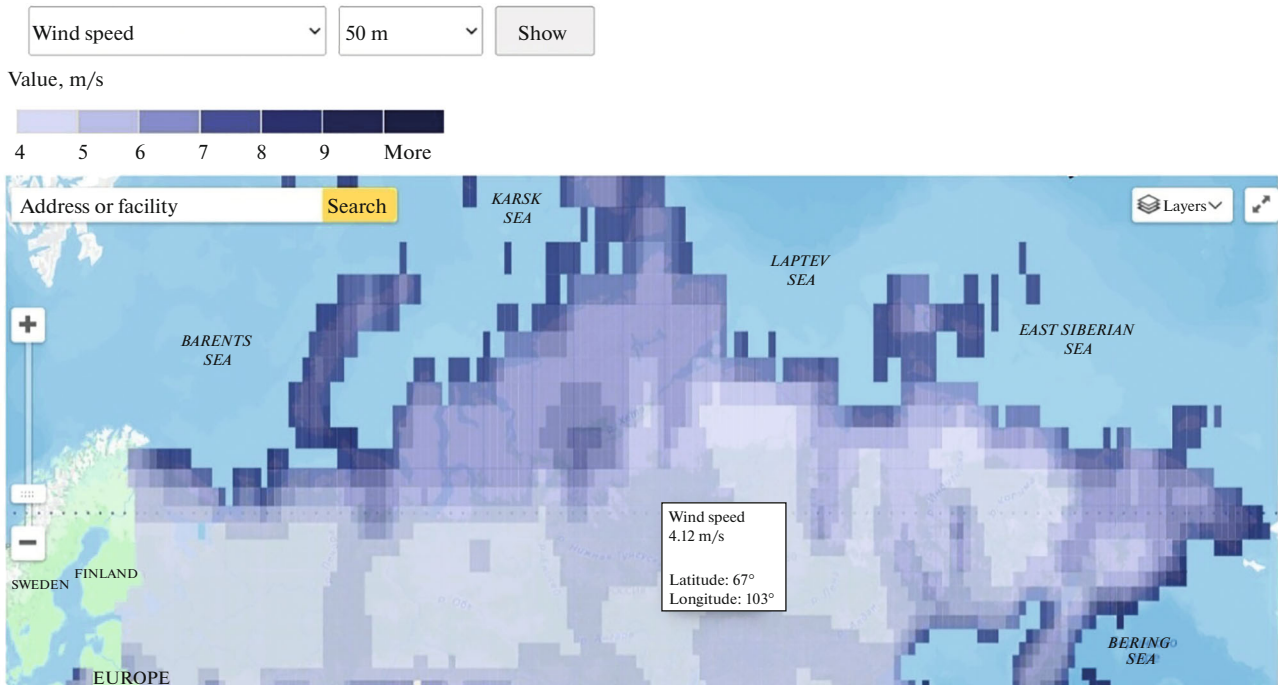 Wind speed
50 m
Show
Value, m/s
4 5 6 7 8 9 More
Address or facility
Search
Layers
KARSK
SEA
LAPTEV
SEA
BARENTS
SEA
EAST SIBERIAN
SEA
Wind speed
4.12 m/s
Latitude: 67°
Longitude: 103°
SWEDEN
FINLAND
BERING
SEA
EUROPE